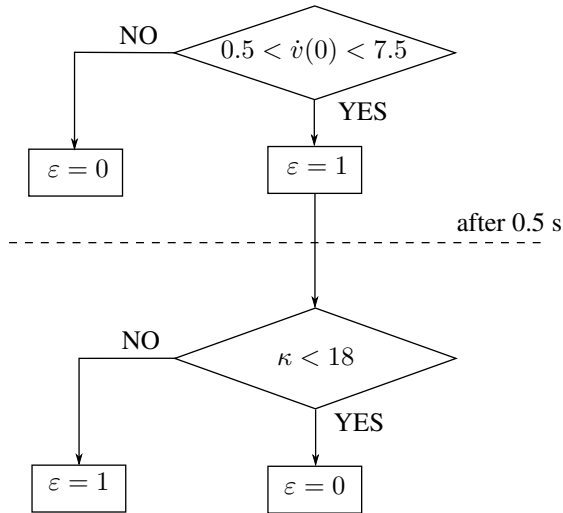 NO
0.5 < v̇(0) < 7.5
YES
ε = 0
ε = 1
after 0.5 s
NO
κ < 18
YES
ε = 1
ε = 0